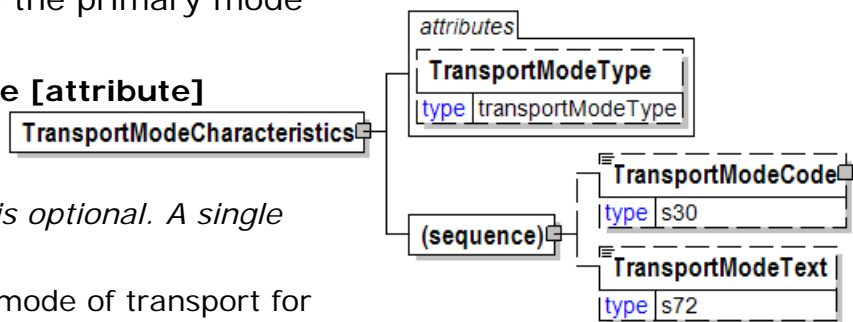 the primary mode
e [attribute]
is optional. A single
mode of transport for
TransportModeCharacteristics
attributes
TransportModeType
type transportModeType
(sequence)
TransportModeCode
type s30
TransportModeText
type s72